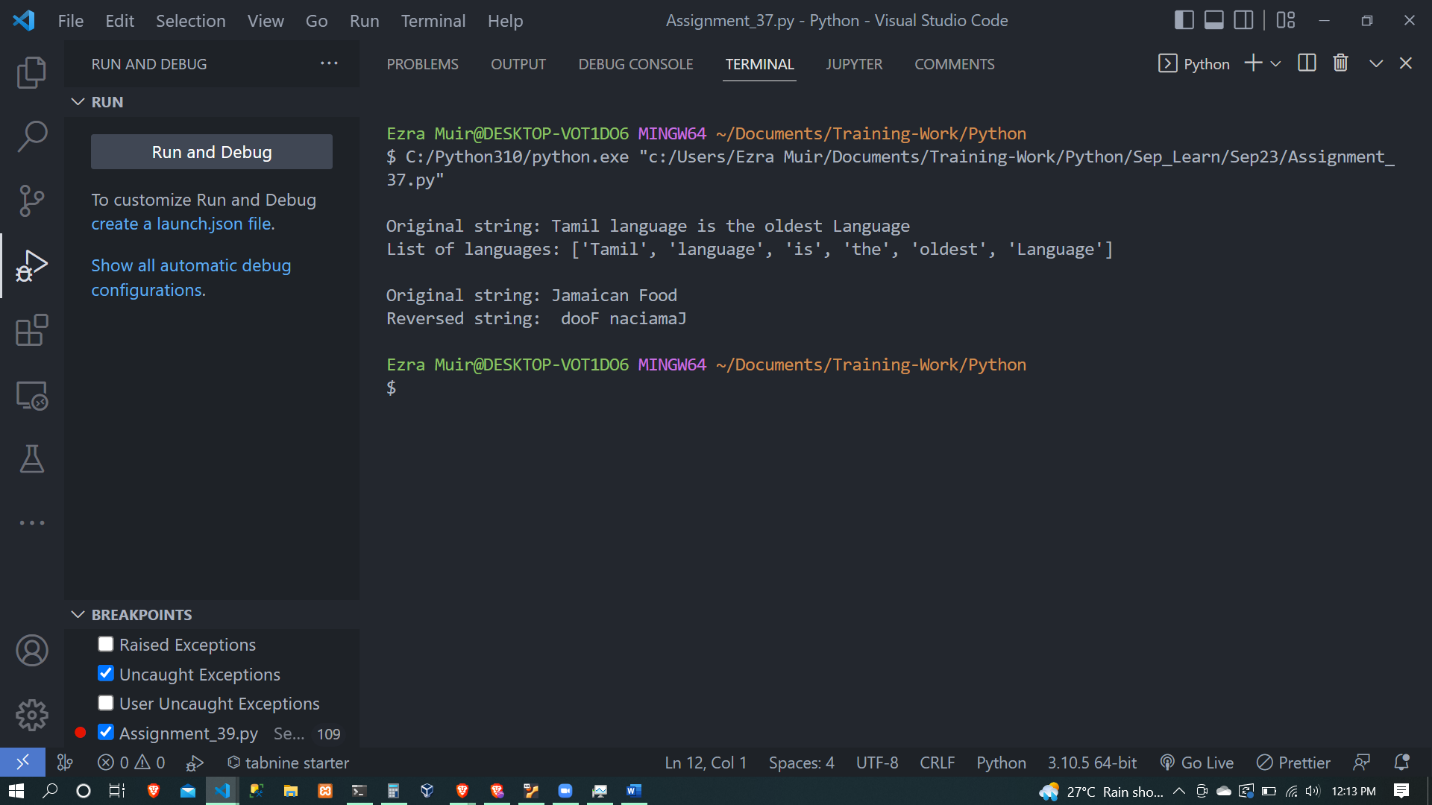 File Edit Selection View Go Run Terminal Help Assignment_37.py - Python - Visual Studio Code
RUN AND DEBUG ...
RUN
Run and Debug
To customize Run and Debug
create a launch.json file.
Show all automatic debug
configurations.
PROBLEMS OUTPUT DEBUG CONSOLE TERMINAL JUPYTER COMMENTS Python
Ezra Muir@DESKTOP-VOT1DO6 MINGW64 ~/Documents/Training-Work/Python
$ C:/Python310/python.exe "c:/Users/Ezra Muir/Documents/Training-Work/Python/Sep_Learn/Sep23/Assignment_
37.py"
Original string: Tamil language is the oldest Language
List of languages: ['Tamil', 'language', 'is', 'the', 'oldest', 'Language']
Original string: Jamaican Food
Reversed string:  dooF naciamaJ
Ezra Muir@DESKTOP-VOT1DO6 MINGW64 ~/Documents/Training-Work/Python
$
BREAKPOINTS
Raised Exceptions
Uncaught Exceptions
User Uncaught Exceptions
Assignment_39.py Se... 109
0 0 tabnine starter Ln 12, Col 1 Spaces: 4 UTF-8 CRLF Python 3.10.5 64-bit Go Live Prettier
27°C Rain sho... 12:13 PM